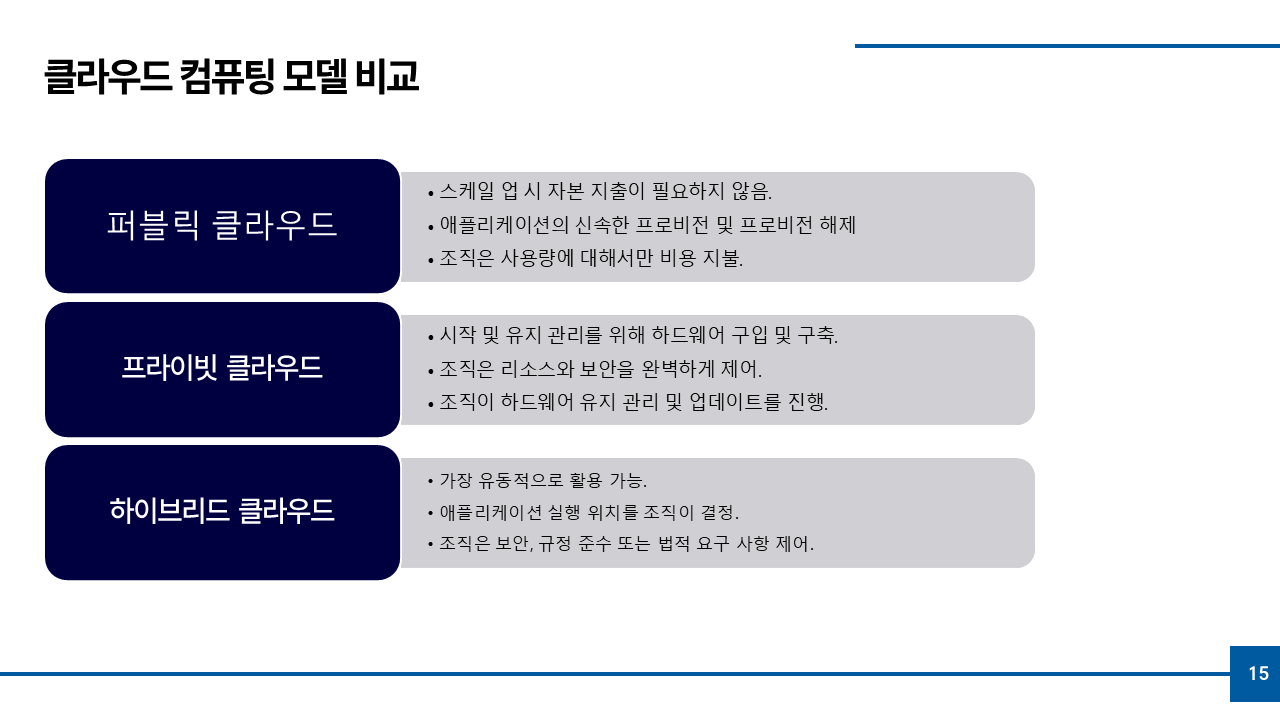 클라우드 컴퓨팅 모델 비교
퍼블릭 클라우드
• 스케일 업 시 자본 지출이 필요하지 않음.
• 애플리케이션의 신속한 프로비전 및 프로비전 해제
• 조직은 사용량에 대해서만 비용 지불.
프라이빗 클라우드
• 시작 및 유지 관리를 위해 하드웨어 구입 및 구축.
• 조직은 리소스와 보안을 완벽하게 제어.
• 조직이 하드웨어 유지 관리 및 업데이트를 진행.
하이브리드 클라우드
• 가장 유동적으로 활용 가능.
• 애플리케이션 실행 위치를 조직이 결정.
• 조직은 보안, 규정 준수 또는 법적 요구 사항 제어.
15